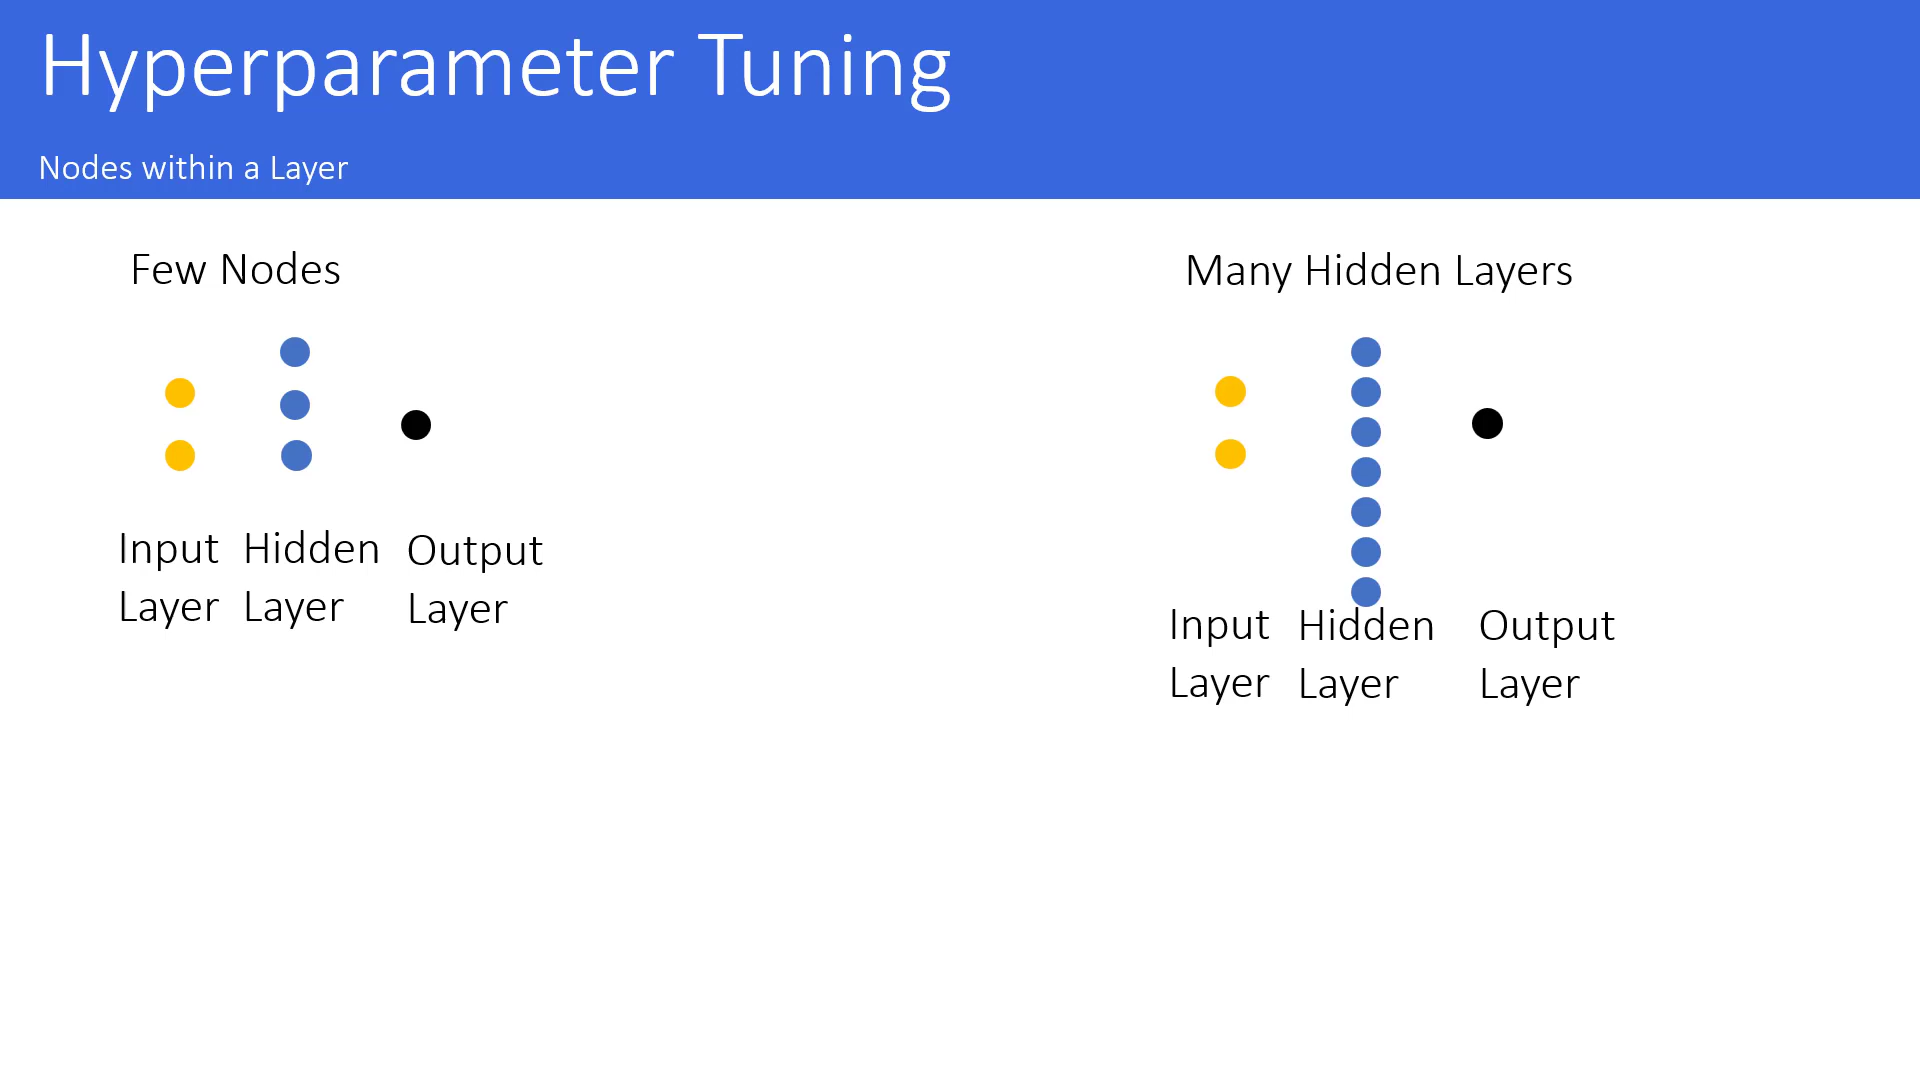 Hyperparameter Tuning
Nodes within a Layer
Few Nodes
Input Hidden Output
Layer Layer Layer
Many Hidden Layers
Input Hidden Output
Layer Layer Layer